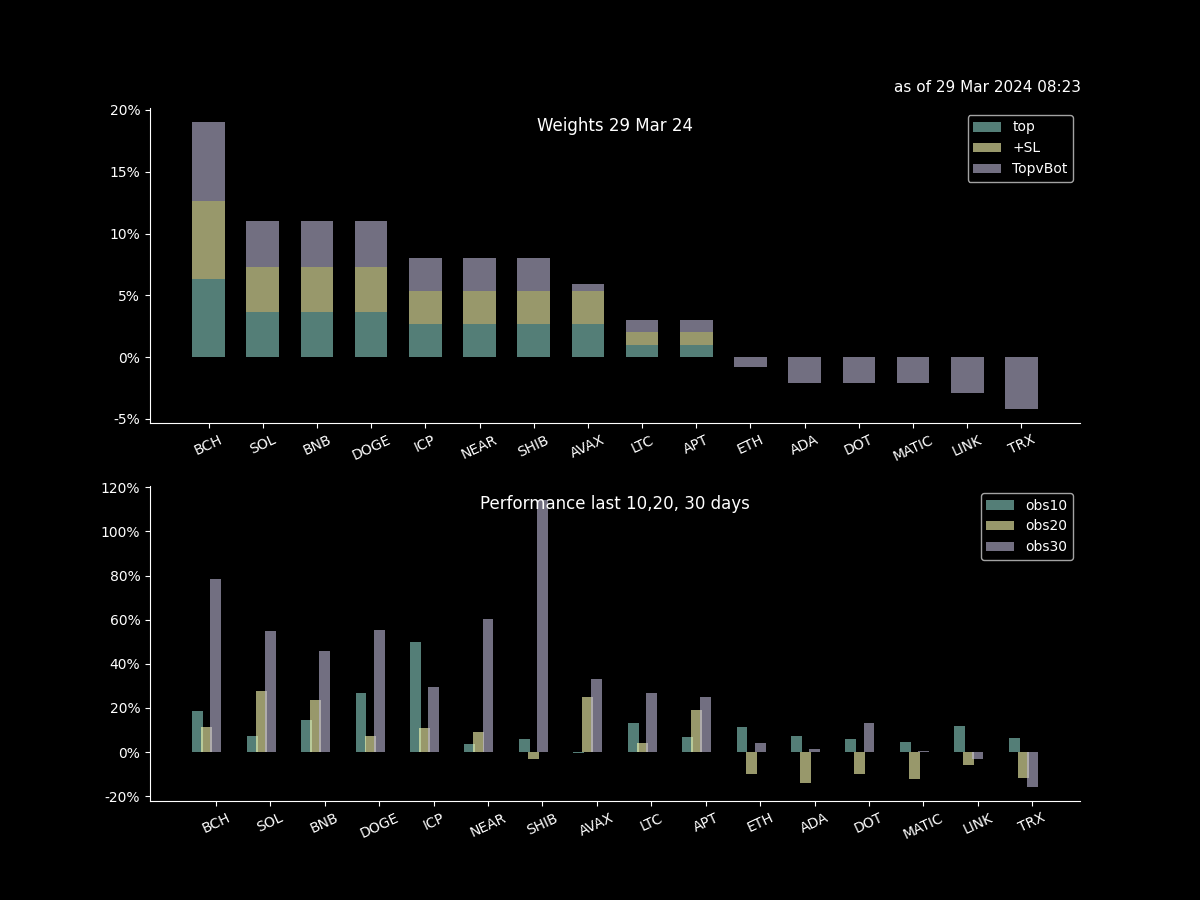 as of 29 Mar 2024 08:23
Weights 29 Mar 24
top
+SL
TopvBot
20%
15%
10%
5%
0%
-5%
BCH SOL BNB DOGE ICP NEAR SHIB AVAX LTC APT ETH ADA DOT MATIC LINK TRX
Performance last 10,20, 30 days
obs10
obs20
obs30
120%
100%
80%
60%
40%
20%
0%
-20%
BCH SOL BNB DOGE ICP NEAR SHIB AVAX LTC APT ETH ADA DOT MATIC LINK TRX